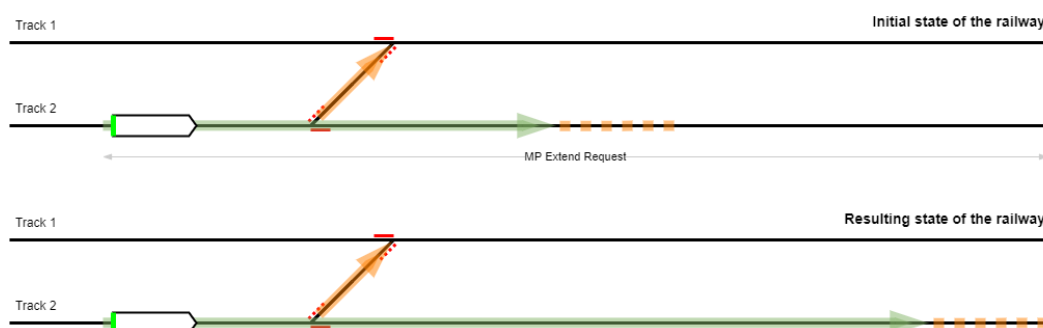 Track 1
Initial state of the railway
Track 2
MP Extend Request
Track 1
Resulting state of the railway
Track 2